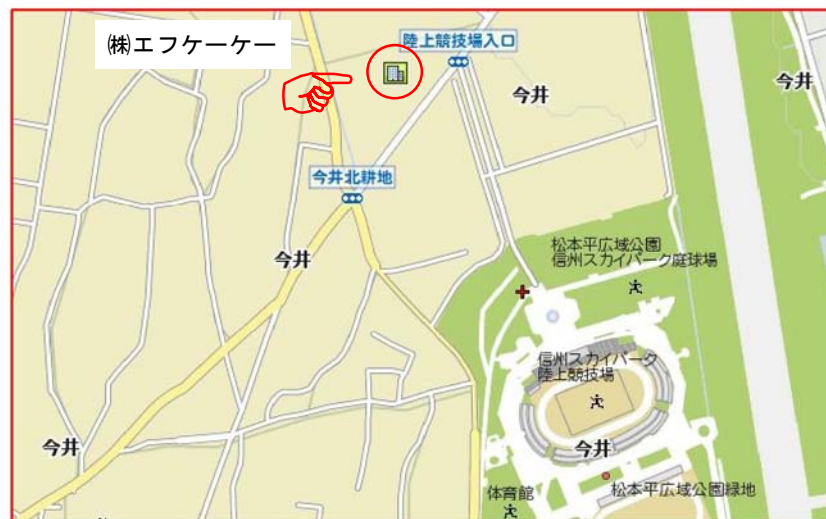 ㈱エフケーケー
陸上競技場入口
今井
今井
今井北耕地
今井
松本平広域公園
信州スカイパーク庭球場
信州スカイパーク
陸上競技場
今井
今井
体育館
松本平広域公園緑地